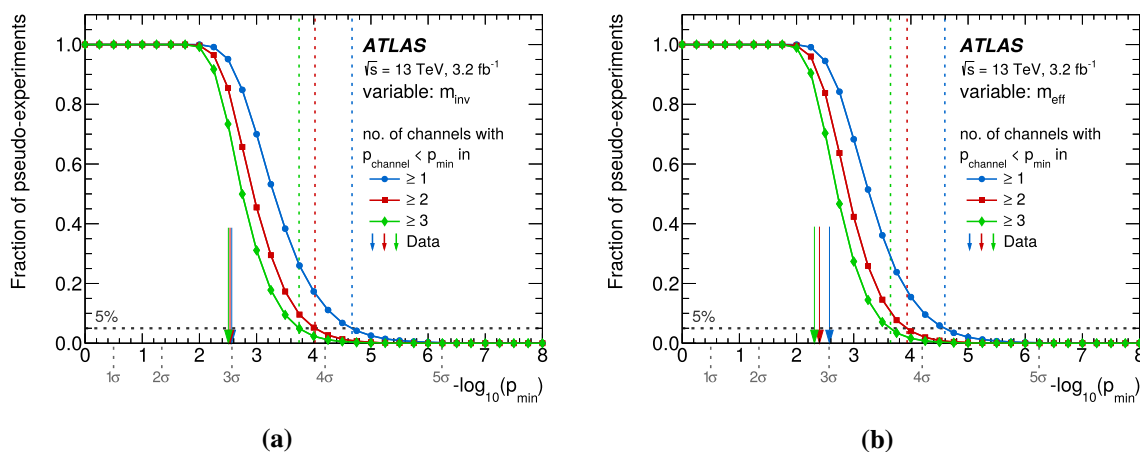 Fraction of pseudo-experiments
1.0
0.8
0.6
0.4
0.2
0.0
5%
ATLAS
√s = 13 TeV, 3.2 fb⁻¹
variable: m_inv
no. of channels with
p_channel < p_min in
≥ 1
≥ 2
≥ 3
Data
0 1 2 3 4 5 6 7 8
1σ 2σ 3σ 4σ 5σ
-log₁₀(p_min)
(a)
Fraction of pseudo-experiments
1.0
0.8
0.6
0.4
0.2
0.0
5%
ATLAS
√s = 13 TeV, 3.2 fb⁻¹
variable: m_eff
no. of channels with
p_channel < p_min in
≥ 1
≥ 2
≥ 3
Data
0 1 2 3 4 5 6 7 8
1σ 2σ 3σ 4σ 5σ
-log₁₀(p_min)
(b)